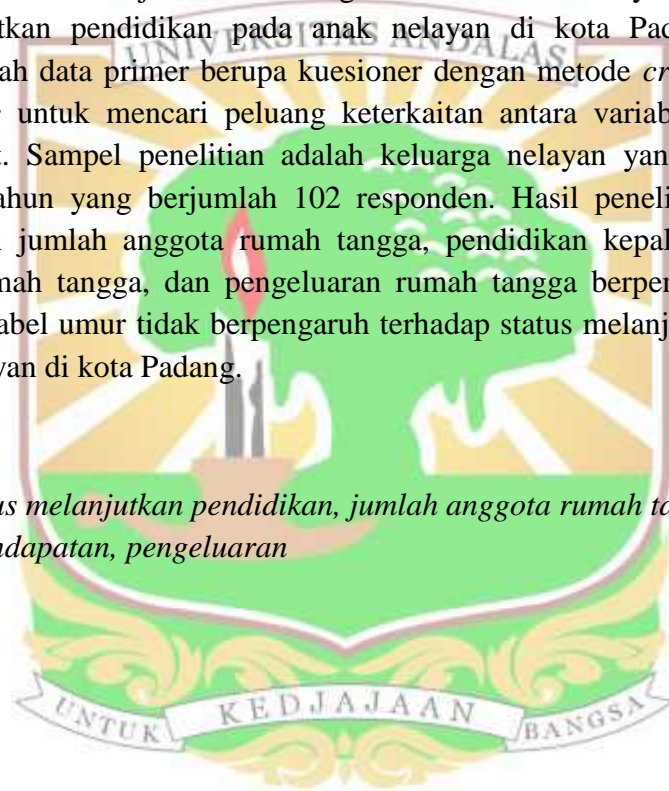 tkan pendidikan pada anak nelayan di kota Pad
UNIVERSITAS ANDALAS
ah data primer berupa kuesioner dengan metode cr
untuk mencari peluang keterkaitan antara variab
t. Sampel penelitian adalah keluarga nelayan yan
ahun yang berjumlah 102 responden. Hasil peneli
jumlah anggota rumah tangga, pendidikan kepal
mah tangga, dan pengeluaran rumah tangga berpen
abel umur tidak berpengaruh terhadap status melanj
yan di kota Padang.
us melanjutkan pendidikan, jumlah anggota rumah ta
ndapatan, pengeluaran
UNTUK KEDJAJAAN BANGSA